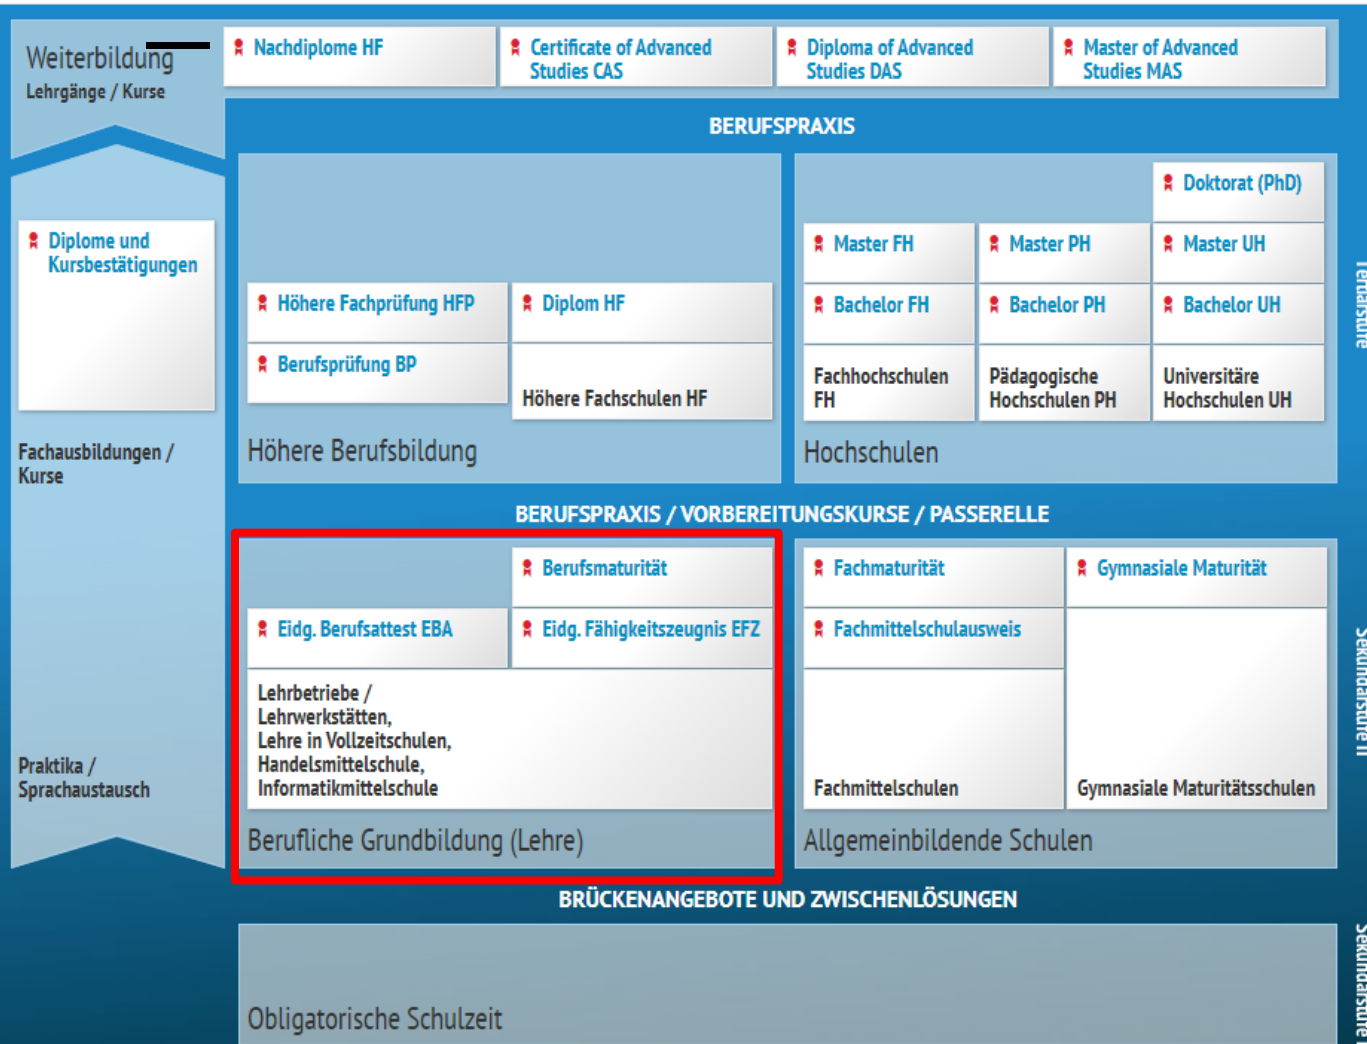 Weiterbildung
Lehrgänge / Kurse
Nachdiplome HF
Certificate of Advanced
Studies CAS
Diploma of Advanced
Studies DAS
Master of Advanced
Studies MAS
BERUFSPRAXIS
Diplome und
Kursbestätigungen
Fachausbildungen /
Kurse
Praktika /
Sprachaustausch
Höhere Fachprüfung HFP
Diplom HF
Berufsprüfung BP
Höhere Fachschulen HF
Höhere Berufsbildung
Doktorat (PhD)
Master FH
Master PH
Master UH
Bachelor FH
Bachelor PH
Bachelor UH
Fachhochschulen
FH
Pädagogische
Hochschulen PH
Universitäre
Hochschulen UH
Hochschulen
Tertiärstufe
BERUFSPRAXIS / VORBEREITUNGSKURSE / PASSERELLE
Berufsmaturität
Eidg. Berufsattest EBA
Eidg. Fähigkeitszeugnis EFZ
Lehrbetriebe /
Lehrwerkstätten,
Lehre in Vollzeitschulen,
Handelsmittelschule,
Informatikmittelschule
Berufliche Grundbildung (Lehre)
Fachmaturität
Gymnasiale Maturität
Fachmittelschulausweis
Fachmittelschulen
Gymnasiale Maturitätsschulen
Allgemeinbildende Schulen
Sekundarstufe II
BRÜCKENANGEBOTE UND ZWISCHENLÖSUNGEN
Obligatorische Schulzeit
Sekundarstufe I